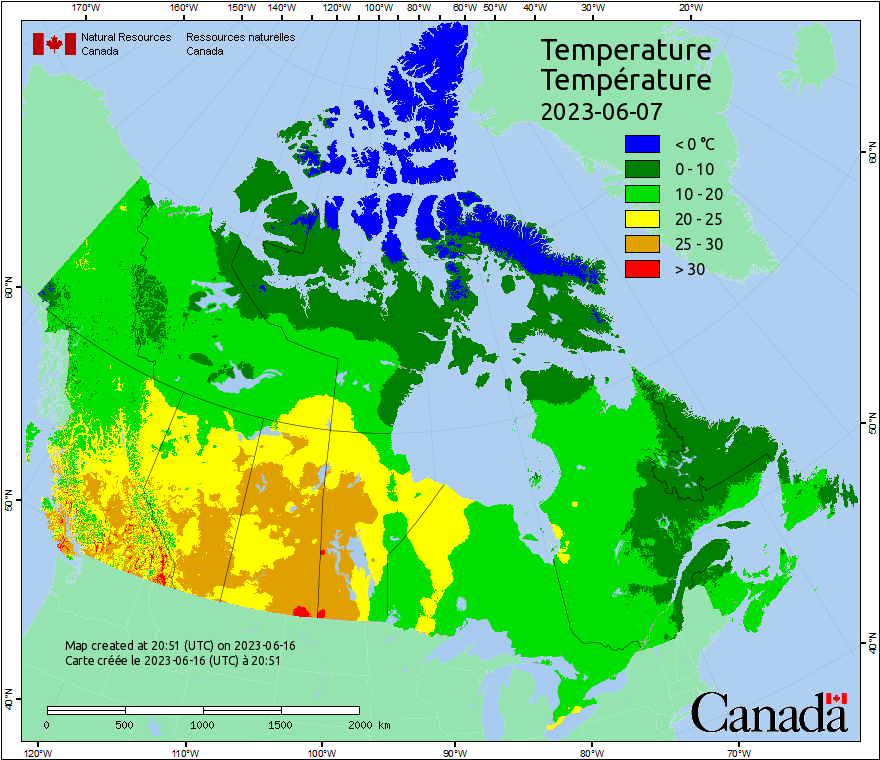 170°W 160°W 150°W 140°W 120°W 100°W 80°W 60°W 50°W 40°W 30°W 20°W
Natural Resources Ressources naturelles
Canada Canada
Temperature
Température
2023-06-07
< 0 °C
0 - 10
10 - 20
20 - 25
25 - 30
> 30
60°N
60°N
50°N
50°N
40°N
40°N
Map created at 20:51 (UTC) on 2023-06-16
Carte créée le 2023-06-16 (UTC) à 20:51
0 500 1000 1500 2000 km
Canada
120°W 110°W 100°W 90°W 80°W 70°W